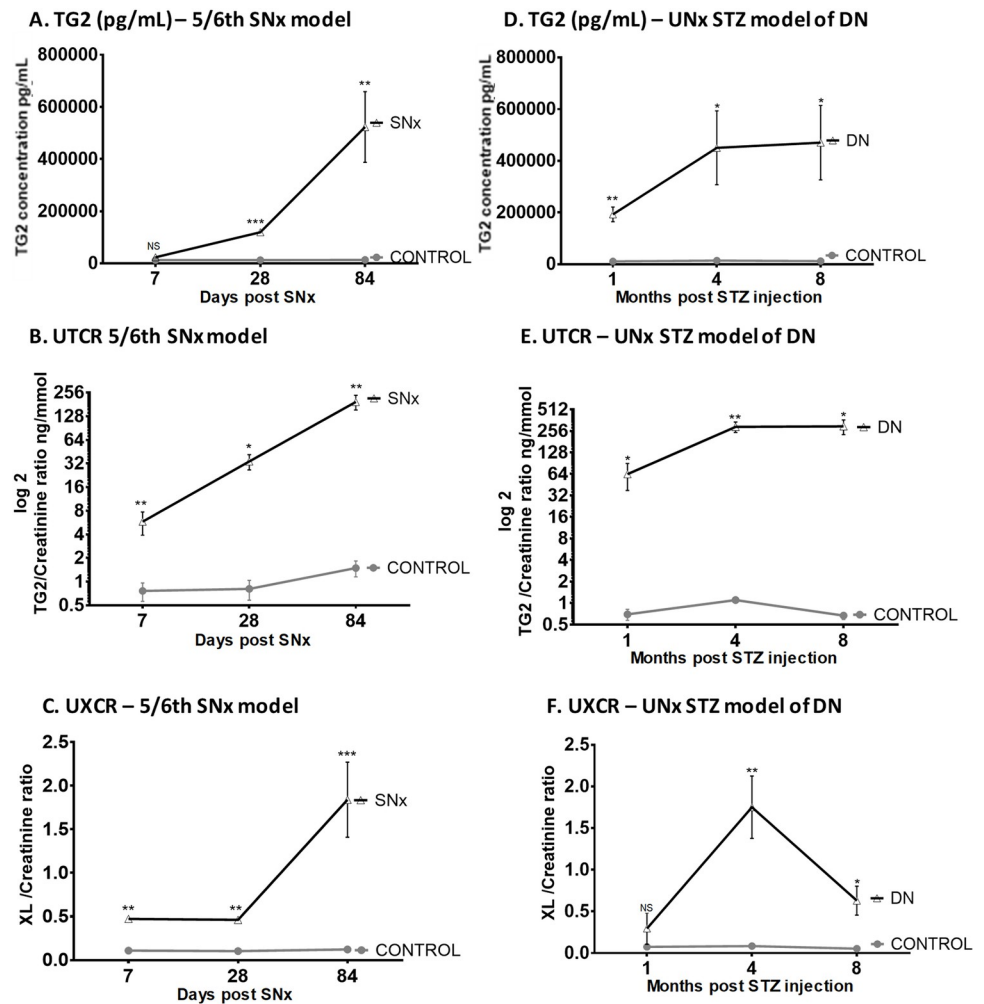 A. TG2 (pg/mL) – 5/6th SNx model
TG2 concentration pg/mL
800000
600000
400000
200000
0
**
***
NS
SNx
CONTROL
7 28 84
Days post SNx
D. TG2 (pg/mL) – UNx STZ model of DN
TG2 concentration pg/mL
800000
600000
400000
200000
0
**
*
*
DN
CONTROL
1 4 8
Months post STZ injection
B. UTCR 5/6th SNx model
log 2
TG2/Creatinine ratio ng/mmol
256
128
64
32
16
8
4
2
1
0.5
**
*
**
SNx
CONTROL
7 28 84
Days post SNx
E. UTCR – UNx STZ model of DN
log 2
TG2 /Creatinine ratio ng/mmol
512
256
128
64
32
16
8
4
2
1
0.5
*
**
*
DN
CONTROL
1 4 8
Months post STZ injection
C. UXCR – 5/6th SNx model
XL /Creatinine ratio
2.5
2.0
1.5
1.0
0.5
0.0
**
**
***
SNx
CONTROL
7 28 84
Days post SNx
F. UXCR – UNx STZ model of DN
XL /Creatinine ratio
2.5
2.0
1.5
1.0
0.5
0.0
NS
**
*
DN
CONTROL
1 4 8
Months post STZ injection